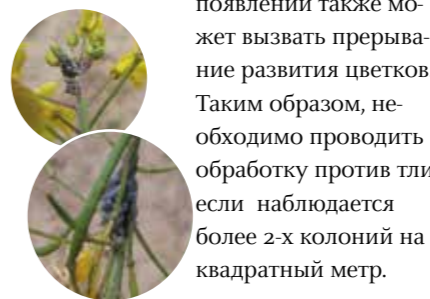 появлении также мо-
жет вызвать прерыва-
ние развития цветков
Таким образом, не-
обходимо проводить
обработку против тли
если наблюдается
более 2-х колоний на
квадратный метр.